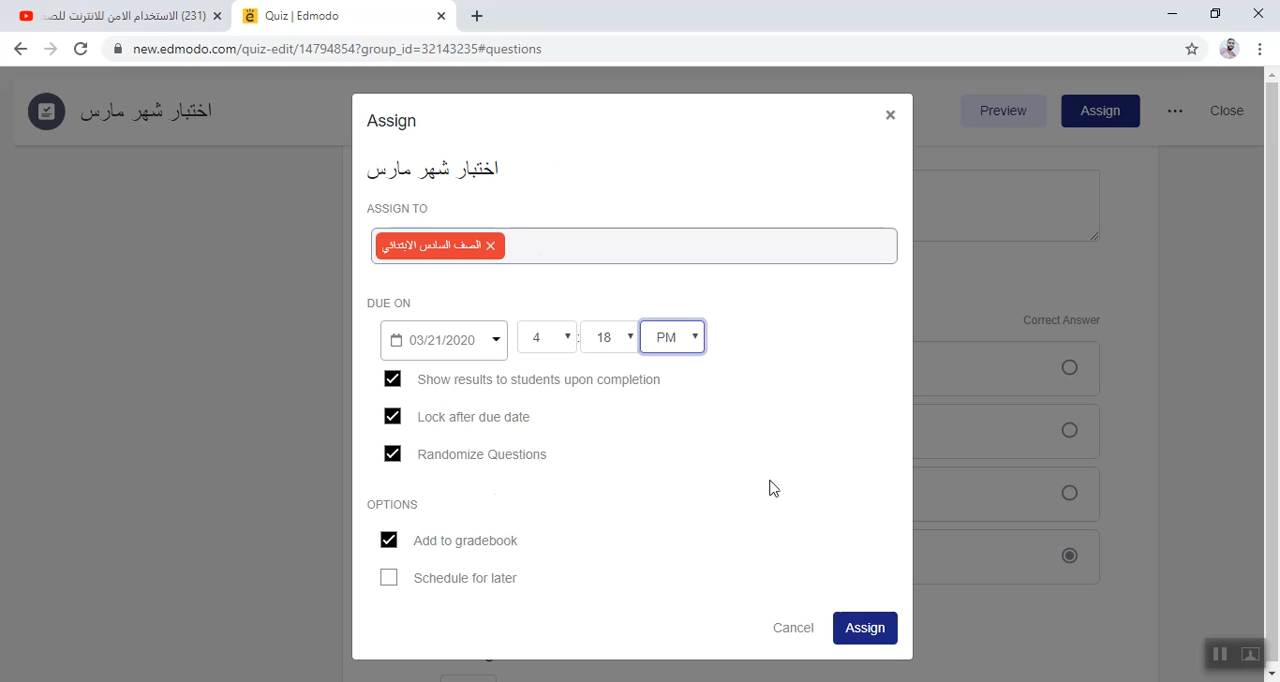 (231) الاستخدام الامن للانترنت للصف
Quiz | Edmodo
new.edmodo.com/quiz-edit/14794854?group_id=32143235#questions
اختبار شهر مارس
Preview
Assign
Close
Assign
اختبار شهر مارس
ASSIGN TO
الصف السادس الابتدائي
DUE ON
03/21/2020
4 : 18 PM
Correct Answer
Show results to students upon completion
Lock after due date
Randomize Questions
OPTIONS
Add to gradebook
Schedule for later
Cancel
Assign